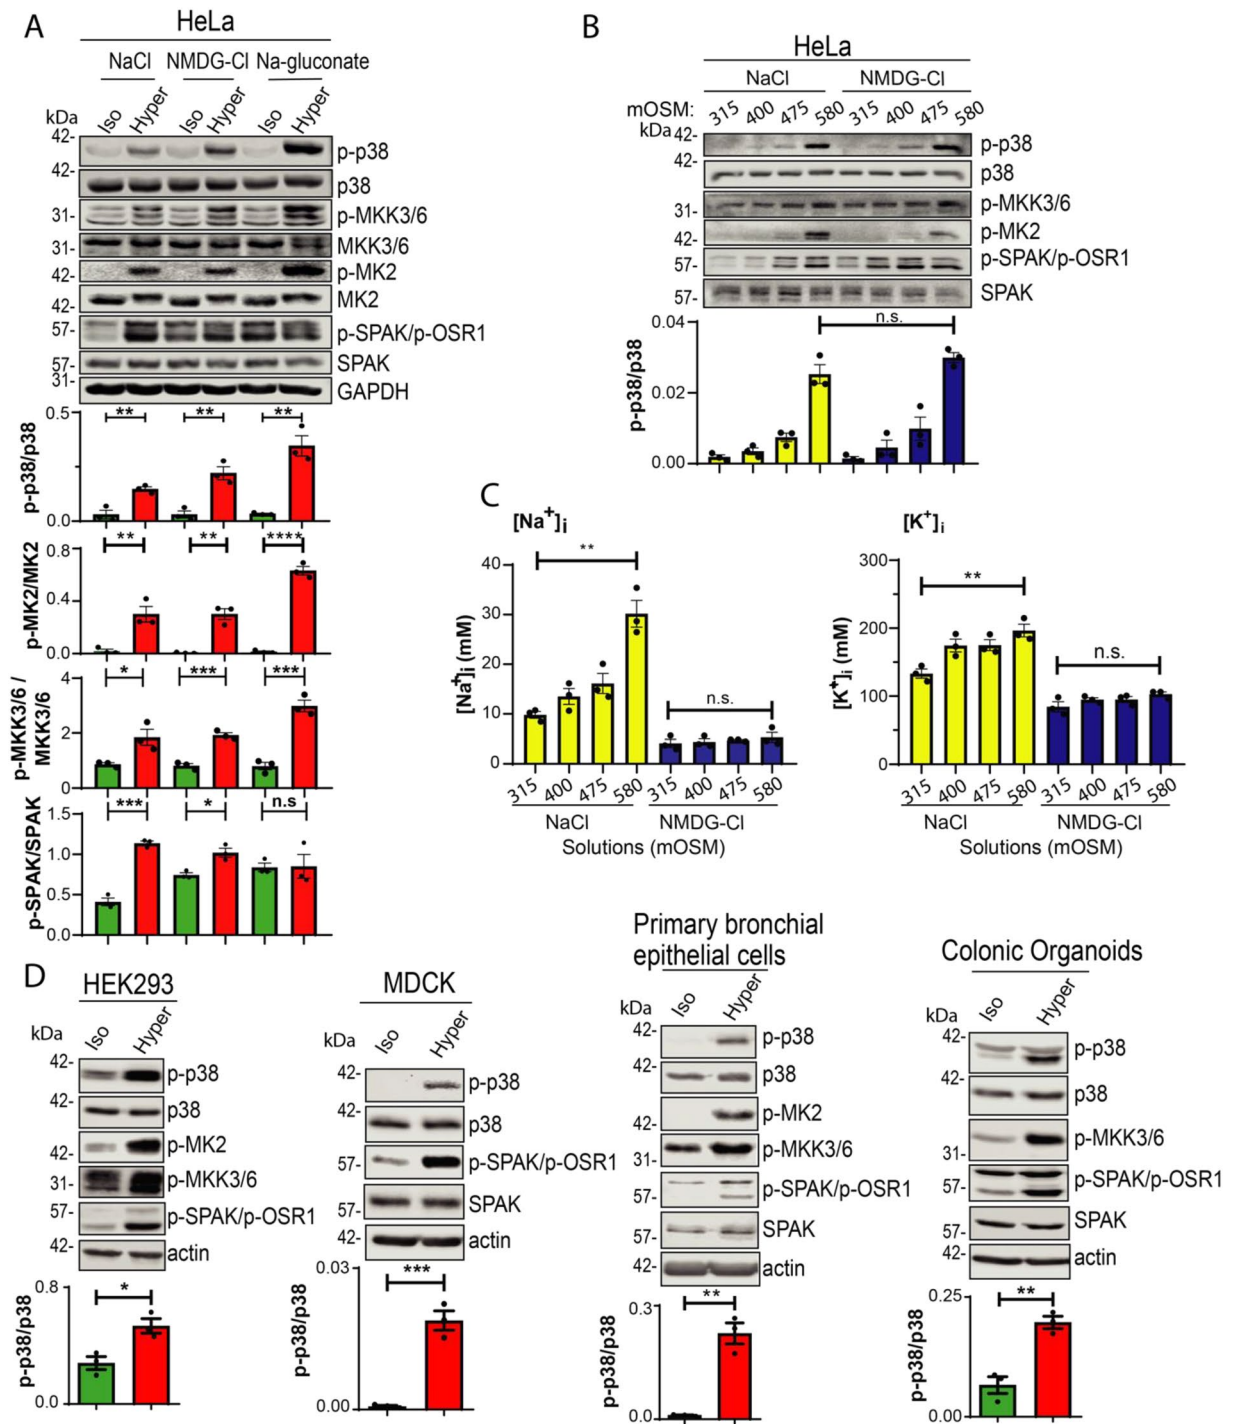 A
HeLa
NaCl NMDG-Cl Na-gluconate
kDa Iso Hyper Iso Hyper Iso Hyper
42- p-p38
42- p38
31- p-MKK3/6
31- MKK3/6
42- p-MK2
42- MK2
57- p-SPAK/p-OSR1
57- SPAK
31- GAPDH
p-p38/p38
0.5
0.0
** ** **
p-MK2/MK2
0.8
0.4
0.0
** ** ****
p-MKK3/6 /
MKK3/6
4
2
0
* *** ***
p-SPAK/SPAK
1.5
1.0
0.5
0.0
*** * n.s
B
HeLa
NaCl NMDG-Cl
mOSM: 315 400 475 580 315 400 475 580
kDa
42- p-p38
42- p38
31- p-MKK3/6
42- p-MK2
57- p-SPAK/p-OSR1
57- SPAK
p-p38/p38
0.04
0.02
0.00
n.s.
C
[Na+]i
[Na+]i (mM)
40
30
20
10
0
**
n.s.
315 400 475 580 315 400 475 580
NaCl NMDG-Cl
Solutions (mOSM)
[K+]i
[K+]i (mM)
300
200
100
0
**
n.s.
315 400 475 580 315 400 475 580
NaCl NMDG-Cl
Solutions (mOSM)
D
HEK293
kDa Iso Hyper
42- p-p38
42- p38
42- p-MK2
31- p-MKK3/6
57- p-SPAK/p-OSR1
42- actin
p-p38/p38
0.8
0.0
*
MDCK
kDa Iso Hyper
42- p-p38
42- p38
57- p-SPAK/p-OSR1
57- SPAK
42- actin
p-p38/p38
0.03
0.00
***
Primary bronchial
epithelial cells
kDa Iso Hyper
42- p-p38
42- p38
42- p-MK2
31- p-MKK3/6
57- p-SPAK/p-OSR1
57- SPAK
42- actin
p-p38/p38
0.3
0.0
**
Colonic Organoids
kDa Iso Hyper
42- p-p38
42- p38
31- p-MKK3/6
57- p-SPAK/p-OSR1
57- SPAK
42- actin
p-p38/p38
0.25
0.00
**